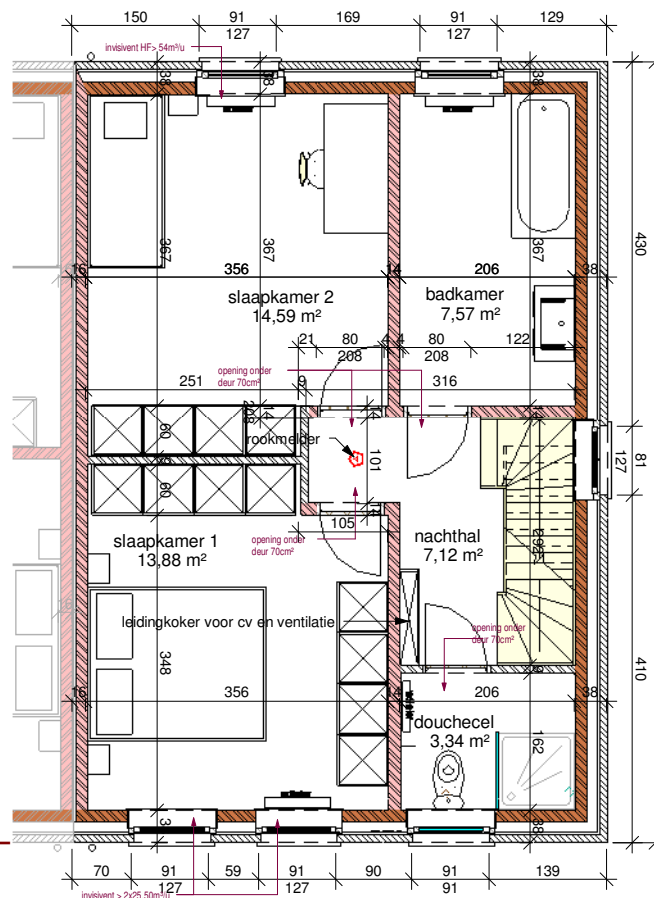 150 91 169 91 129
127 127
invisivent HF> 54m³/u
38 38 38
367 367 367
430
16 356 14 206 38
slaapkamer 2
14,59 m²
badkamer
7,57 m²
21 80 4 4 80 122
208 208
opening onder
deur 70cm²
251 9 316
14 14
60
rookmelder
101
81
127
60
105
slaapkamer 1
13,88 m²
opening onder
deur 70cm²
nachthal
7,12 m²
292
leidingkoker voor cv en ventilatie
opening onder
deur 70cm²
348
410
16 356 14 206 38
douchecel
3,34 m²
162
38
70 91 59 91 90 91 139
127 127 91
invisivent > 2x25,50m³/u